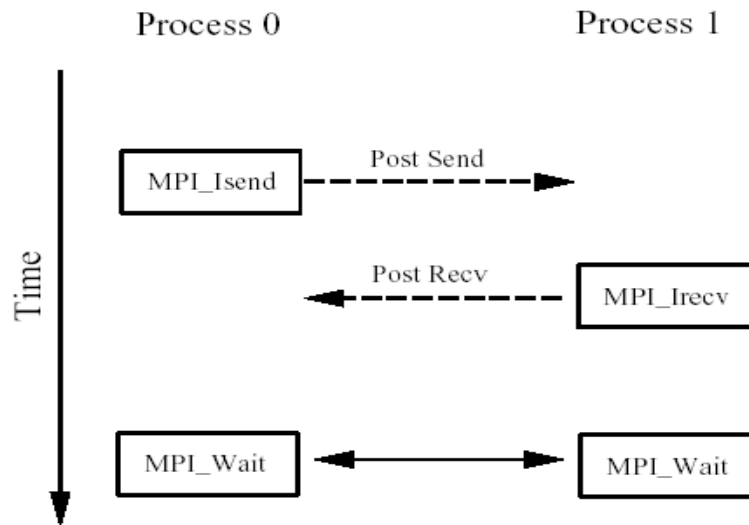 Process 0
Process 1
Time
MPI_Isend
Post Send
Post Recv
MPI_Irecv
MPI_Wait
MPI_Wait